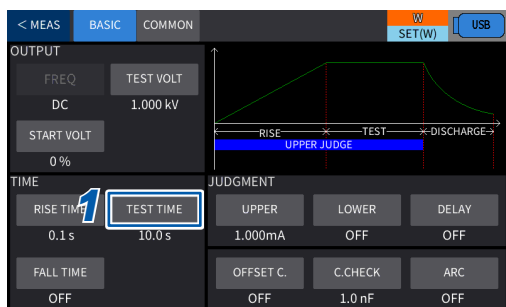 < MEAS BASIC COMMON W SET(W) USB
OUTPUT
FREQ TEST VOLT
DC 1.000 kV
START VOLT
0 %
RISE TEST DISCHARGE
UPPER JUDGE
TIME
RISE TIME 1 TEST TIME
0.1 s 10.0 s
FALL TIME
OFF
JUDGMENT
UPPER LOWER DELAY
1.000mA OFF OFF
OFFSET C. C.CHECK ARC
OFF 1.0 nF OFF